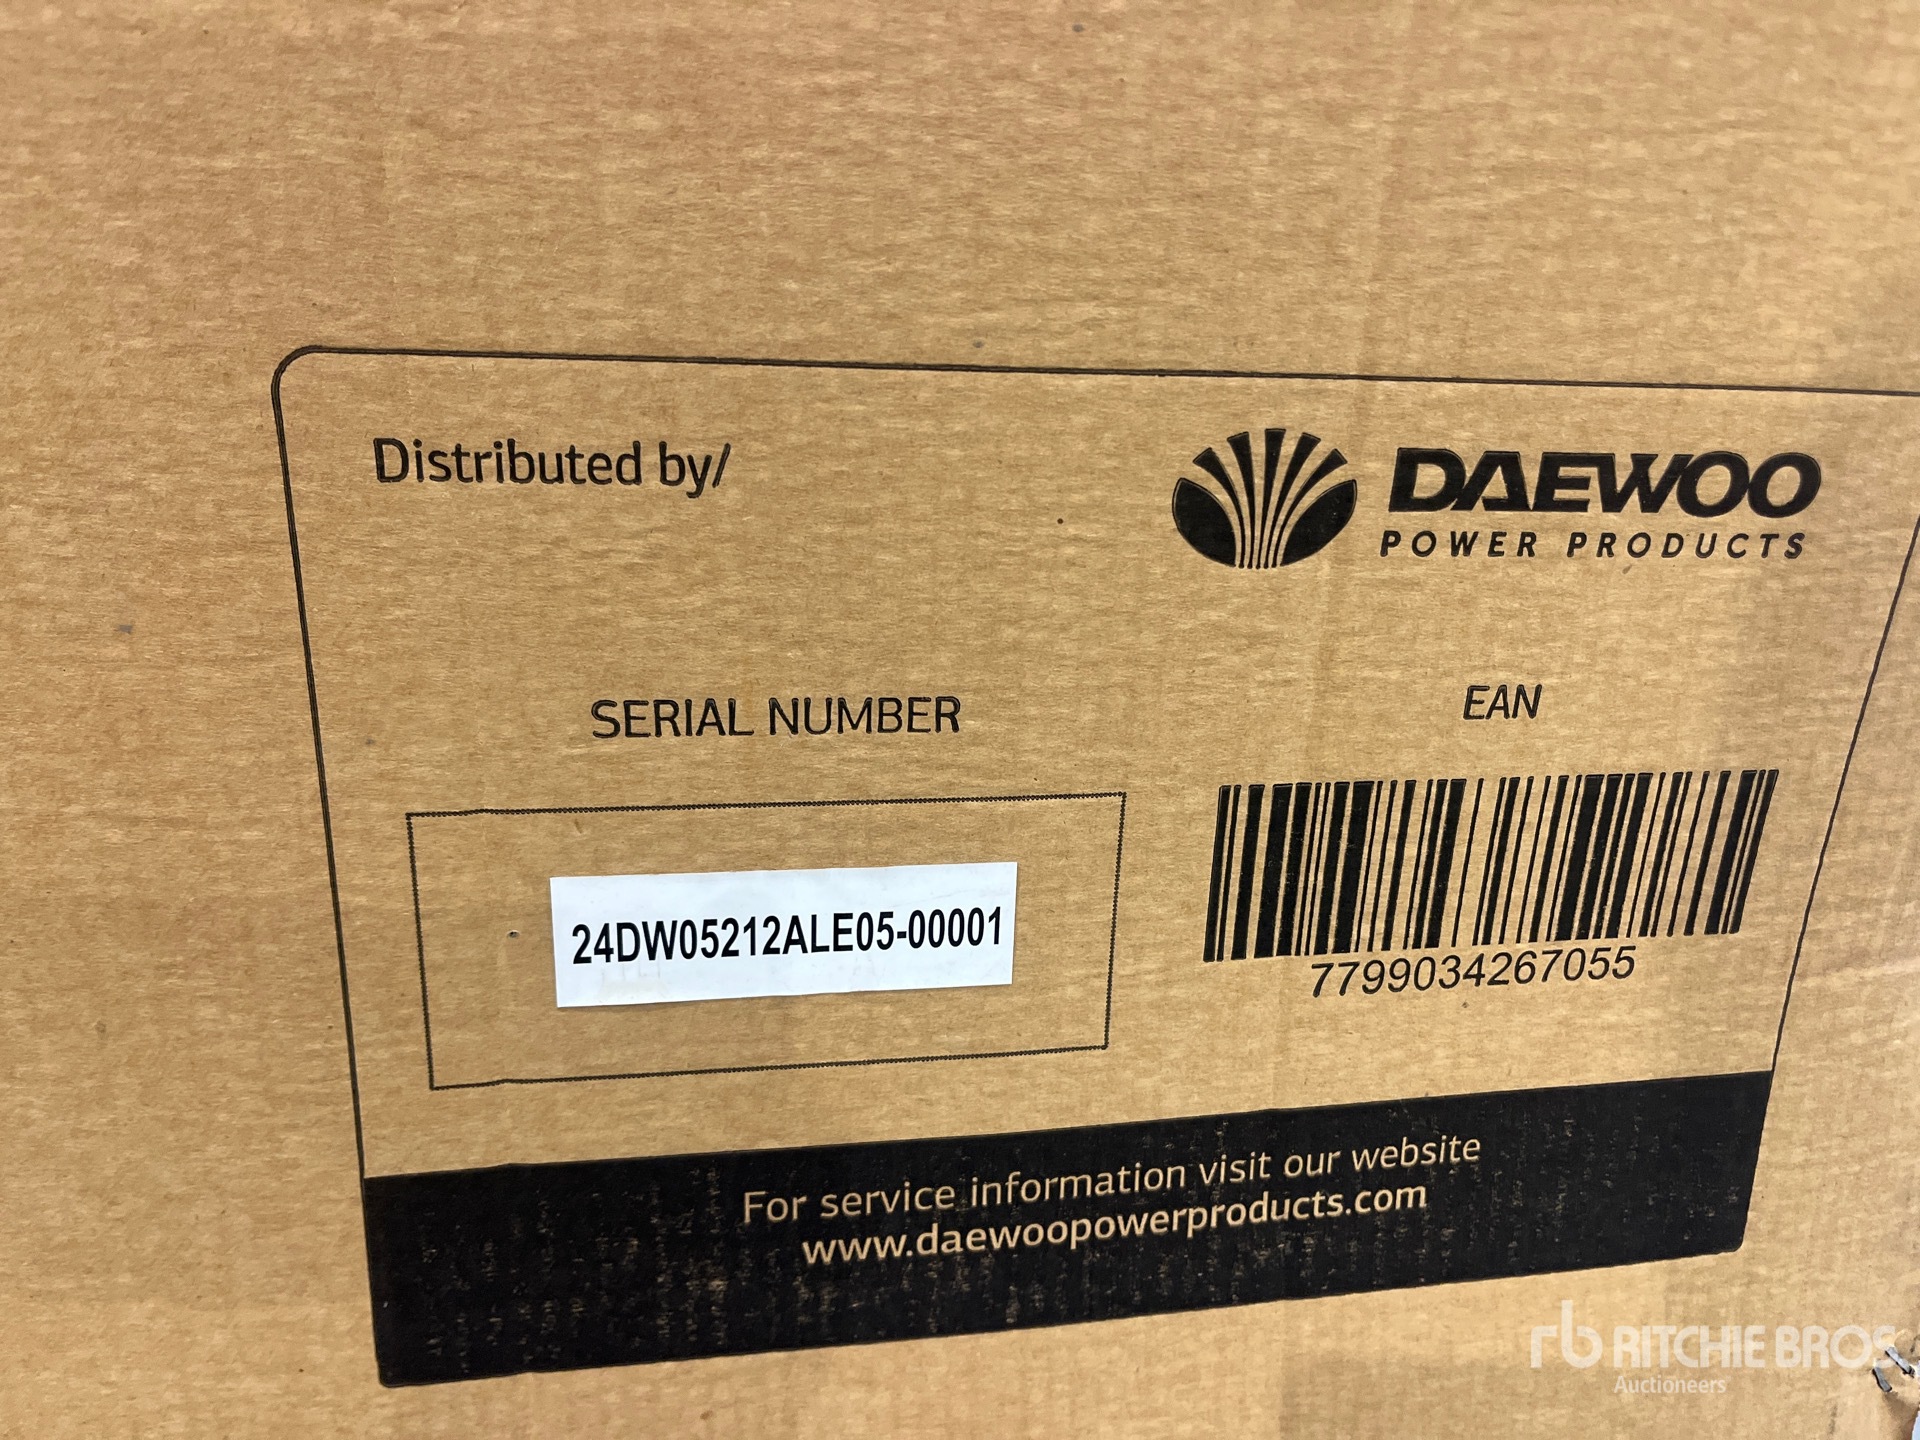 Distributed by/
DAEWOO
POWER PRODUCTS
SERIAL NUMBER
EAN
24DW05212ALE05-00001
7799034267055
For service information visit our website
www.daewoopowerproducts.com
rb RITCHIE BROS
Auctioneers